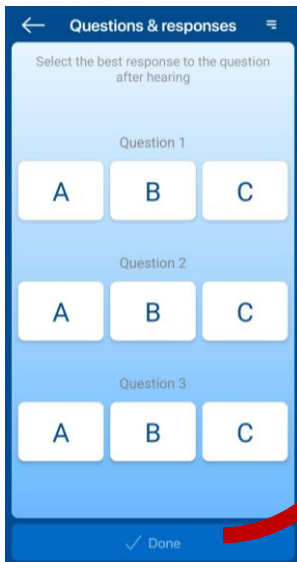 Questions & responses
Select the best response to the question
after hearing
Question 1
A B C
Question 2
A B C
Question 3
A B C
Done